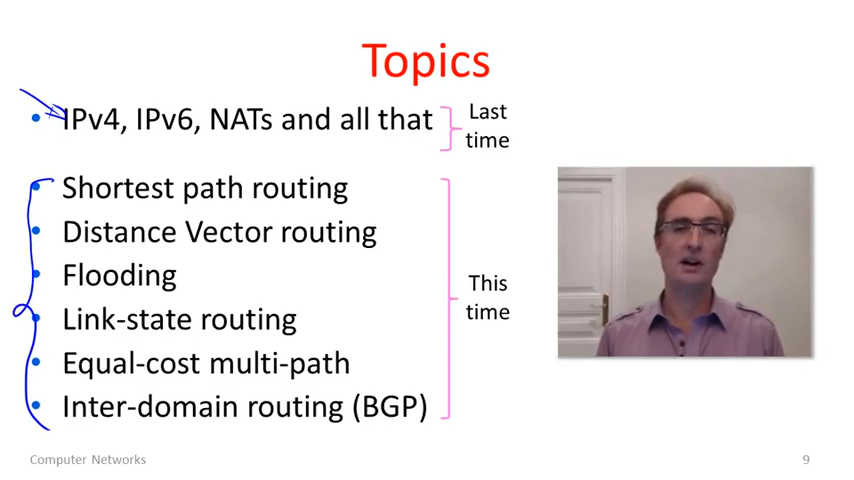 Topics
• IPv4, IPv6, NATs and all that
Last
time
• Shortest path routing
• Distance Vector routing
• Flooding
• Link-state routing
• Equal-cost multi-path
• Inter-domain routing (BGP)
This
time
Computer Networks
9